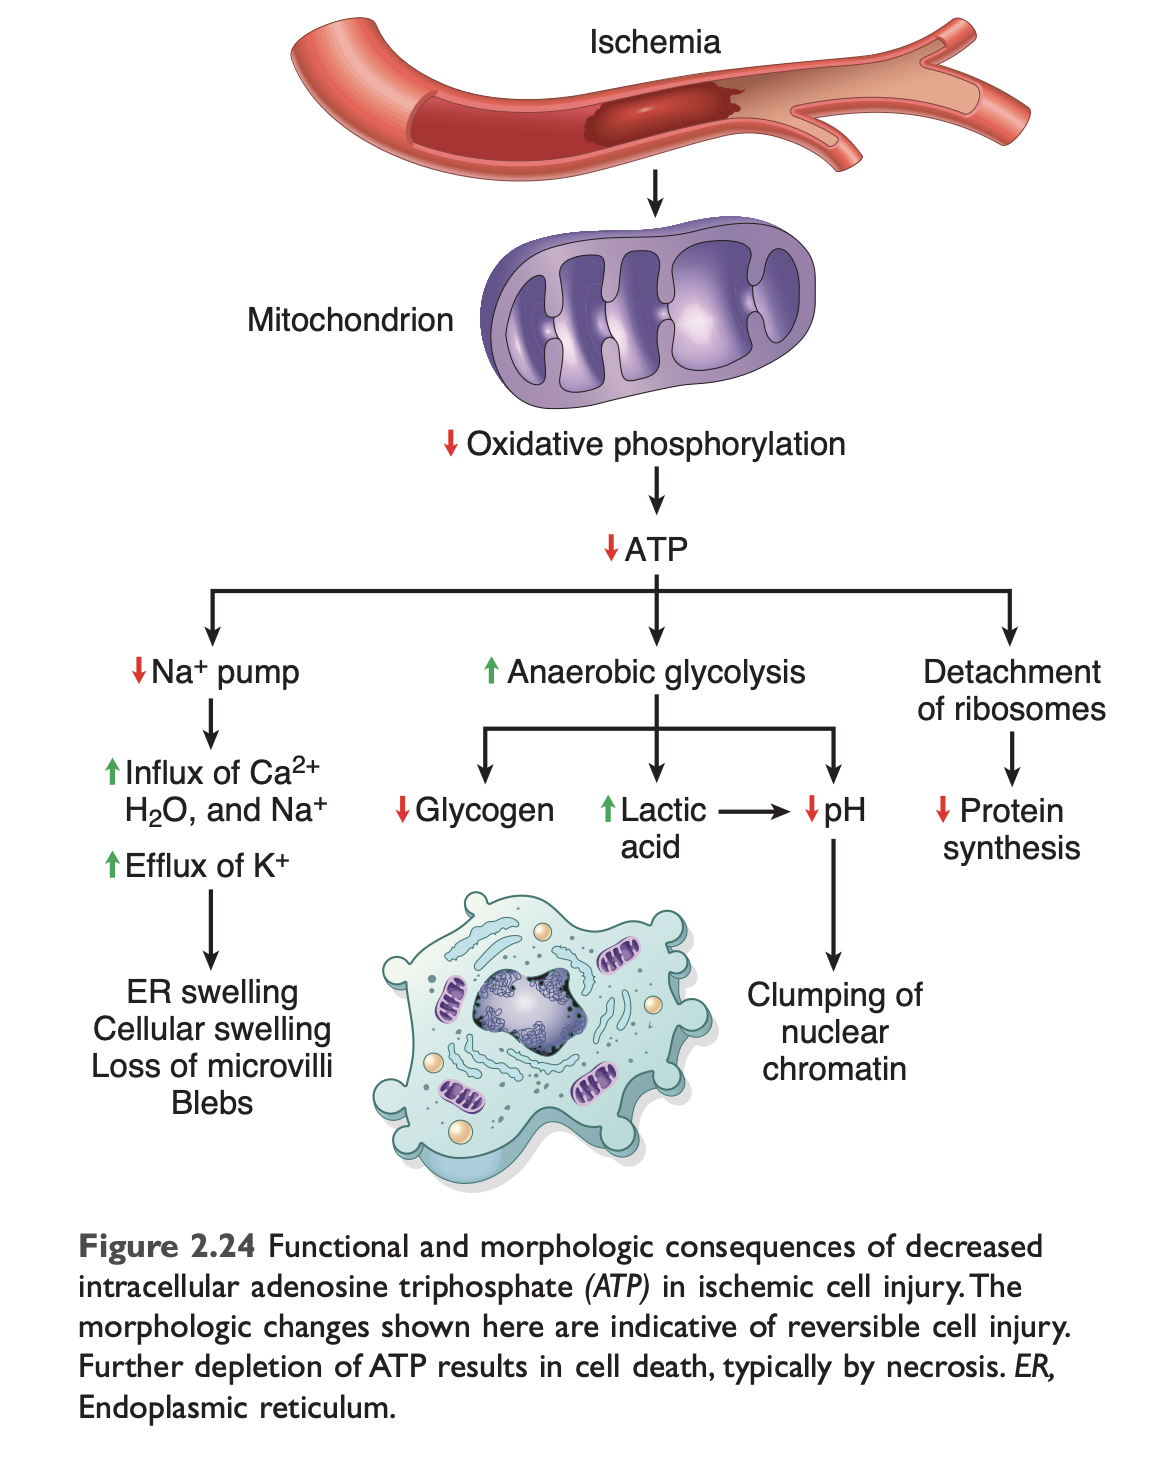 Ischemia
Mitochondrion
↓ Oxidative phosphorylation
↓ ATP
↓ Na⁺ pump
↑ Influx of Ca²⁺
H₂O, and Na⁺
↑ Efflux of K⁺
ER swelling
Cellular swelling
Loss of microvilli
Blebs
↑ Anaerobic glycolysis
↓ Glycogen
↑ Lactic
acid
↓ pH
Clumping of
nuclear
chromatin
Detachment
of ribosomes
↓ Protein
synthesis
Figure 2.24 Functional and morphologic consequences of decreased
intracellular adenosine triphosphate (ATP) in ischemic cell injury. The
morphologic changes shown here are indicative of reversible cell injury.
Further depletion of ATP results in cell death, typically by necrosis. ER,
Endoplasmic reticulum.